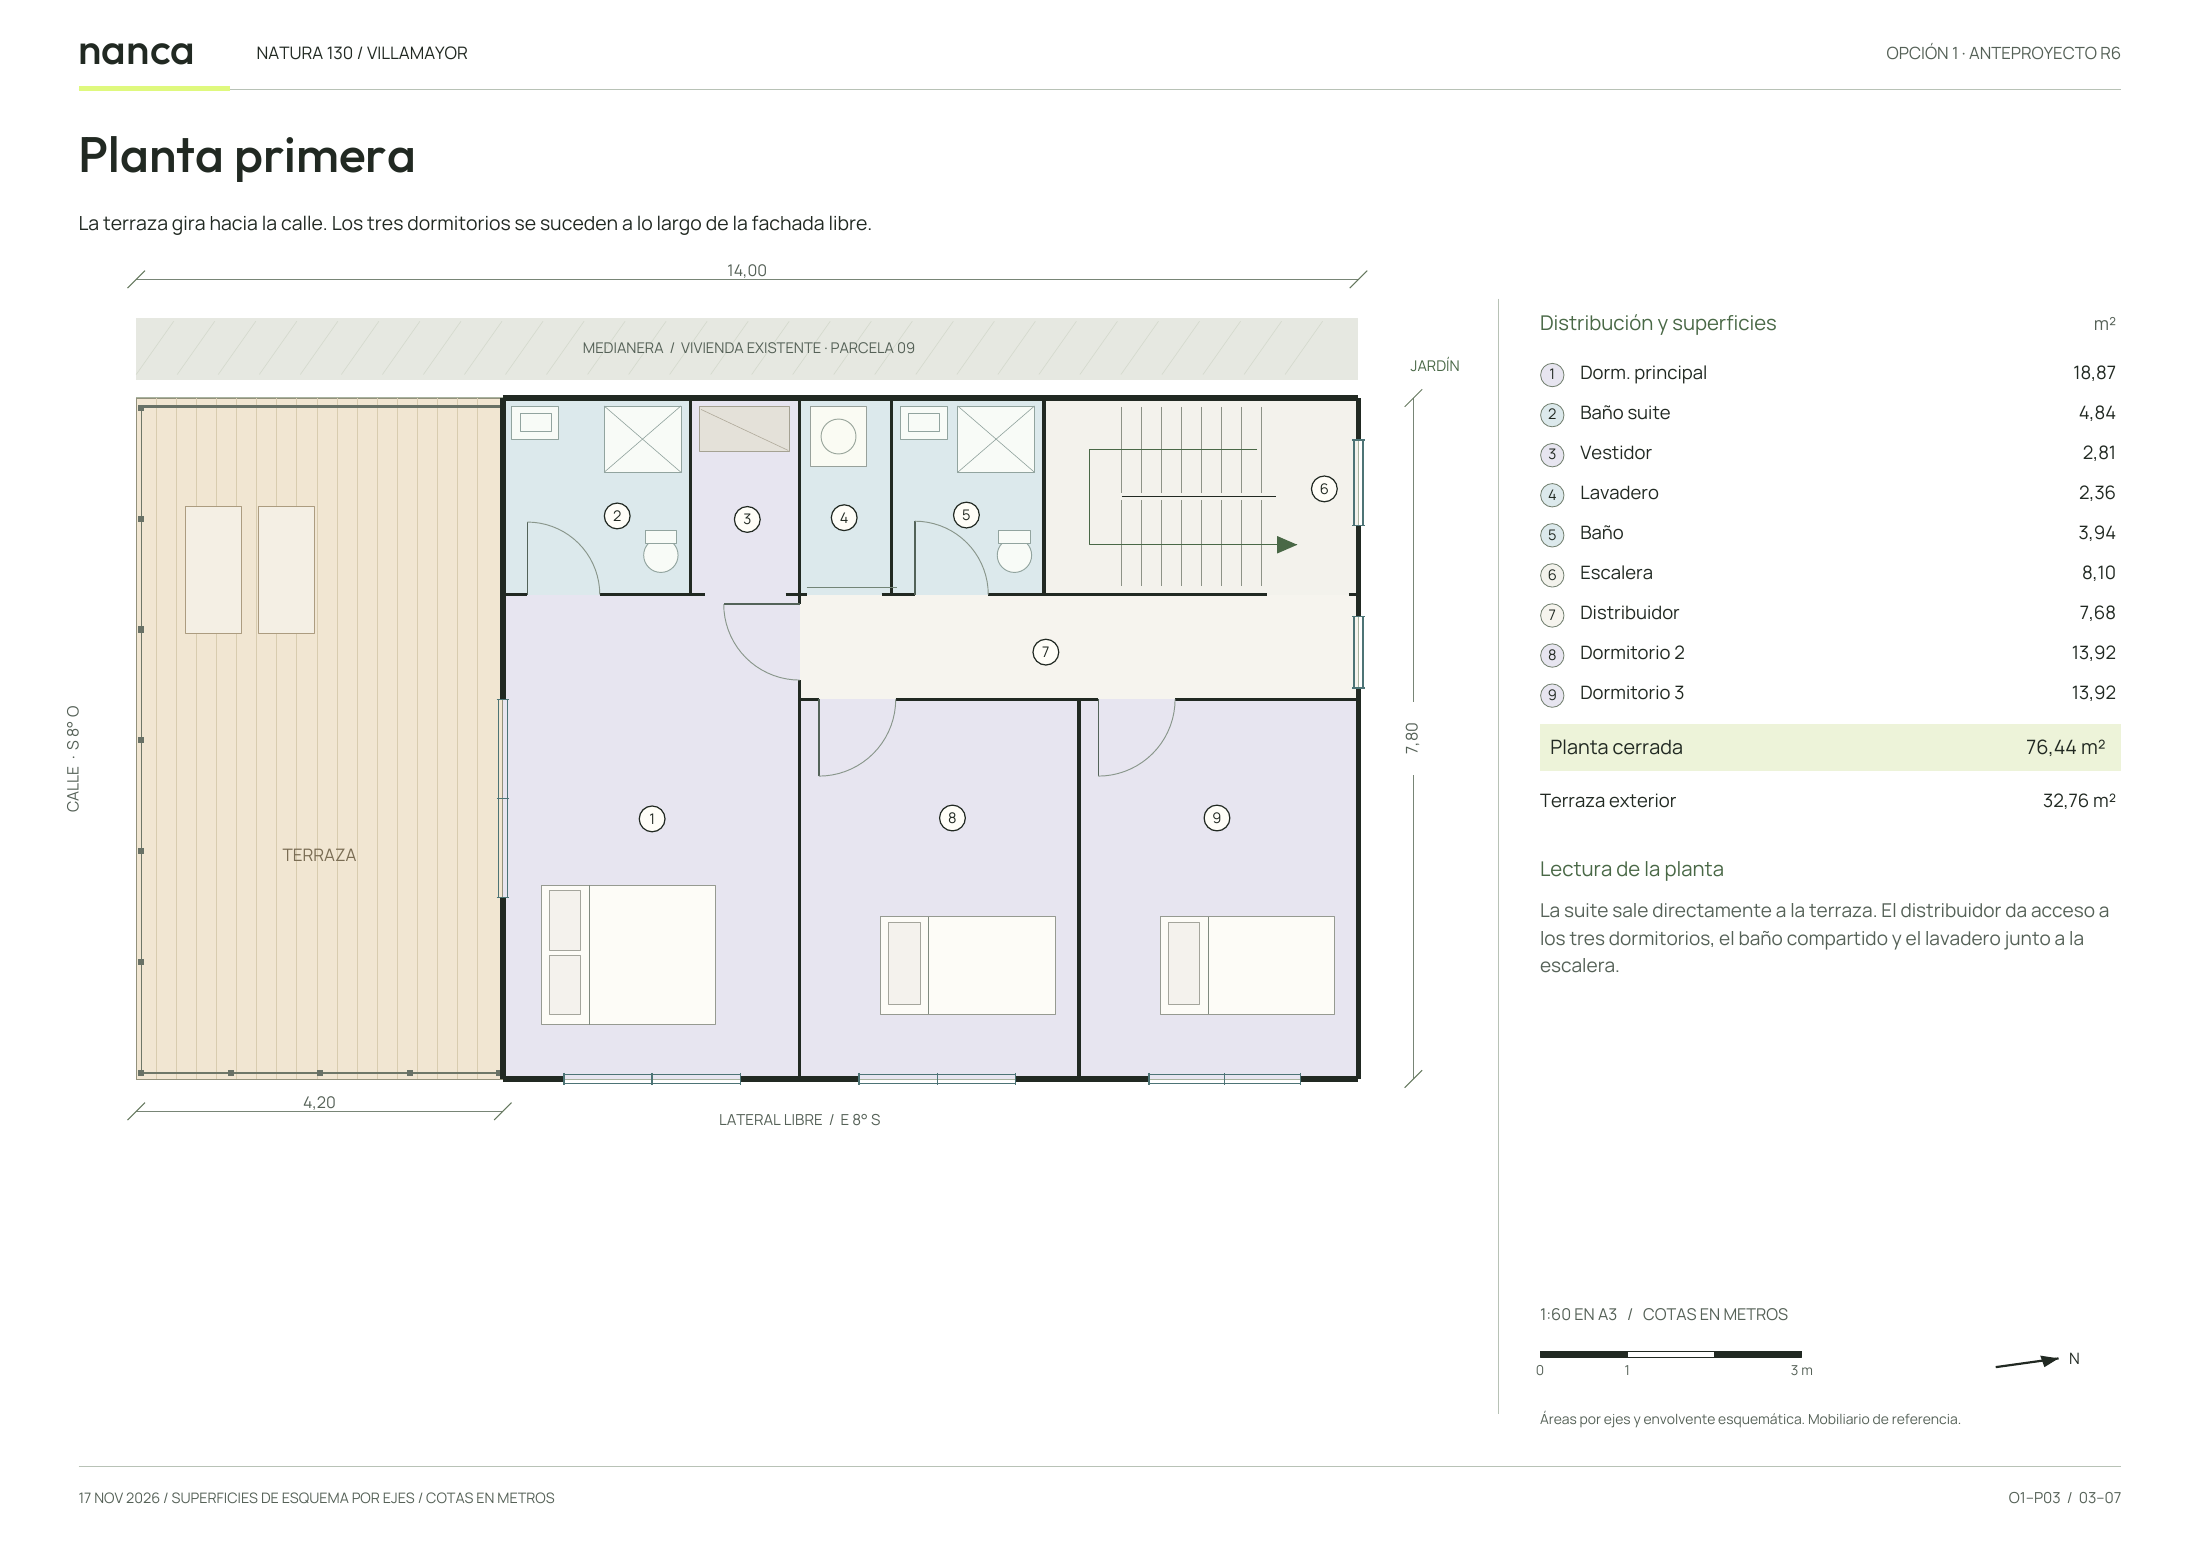 nanca
NATURA 130 / VILLAMAYOR
OPCIÓN 1 · ANTEPROYECTO R6
Planta primera
La terraza gira hacia la calle. Los tres dormitorios se suceden a lo largo de la fachada libre.
14,00
MEDIANERA / VIVIENDA EXISTENTE · PARCELA 09
JARDÍN
2
3
4
5
6
7
7,80
CALLE · S 8° O
TERRAZA
1
8
9
4,20
LATERAL LIBRE / E 8° S
Distribución y superficies m²
1 Dorm. principal 18,87
2 Baño suite 4,84
3 Vestidor 2,81
4 Lavadero 2,36
5 Baño 3,94
6 Escalera 8,10
7 Distribuidor 7,68
8 Dormitorio 2 13,92
9 Dormitorio 3 13,92
Planta cerrada 76,44 m²
Terraza exterior 32,76 m²
Lectura de la planta
La suite sale directamente a la terraza. El distribuidor da acceso a
los tres dormitorios, el baño compartido y el lavadero junto a la
escalera.
1:60 EN A3 / COTAS EN METROS
0 1 3 m
N
Áreas por ejes y envolvente esquemática. Mobiliario de referencia.
17 NOV 2026 / SUPERFICIES DE ESQUEMA POR EJES / COTAS EN METROS
O1-P03 / 03-07